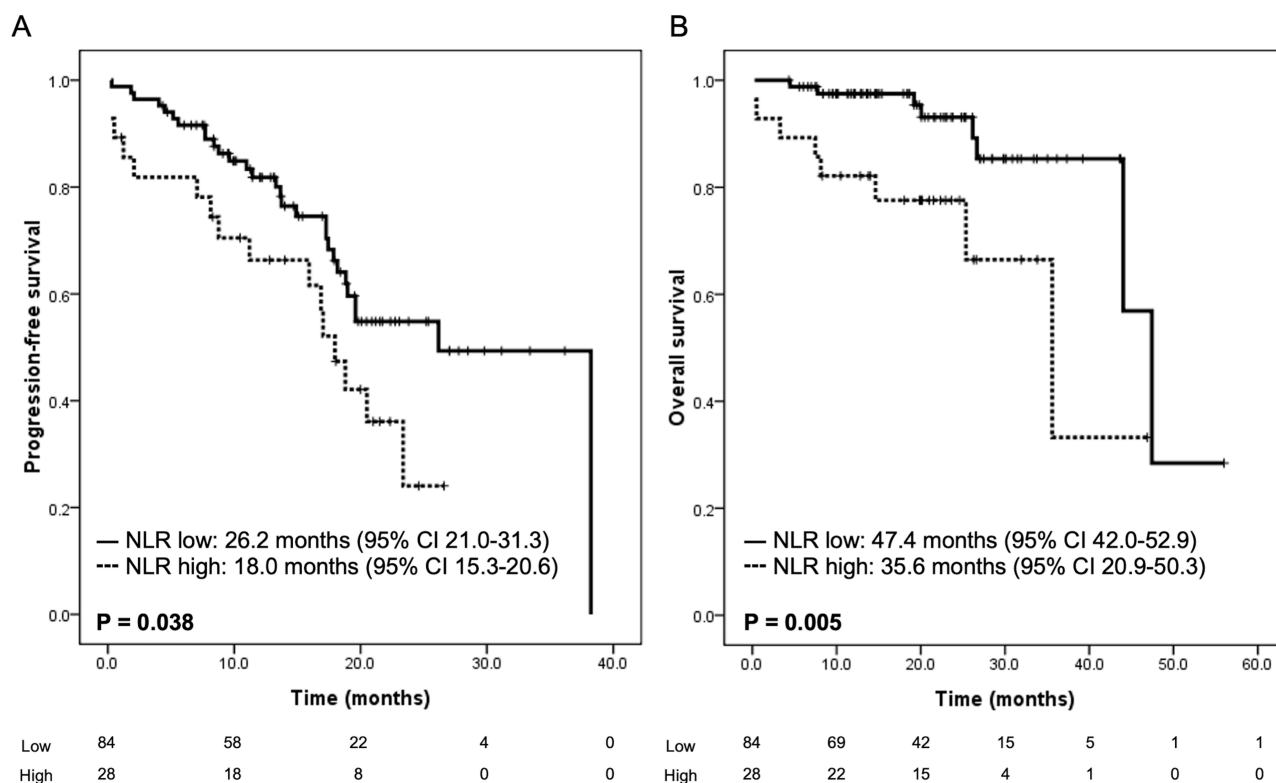 A
Progression-free survival
1.0
0.8
0.6
0.4
0.2
0.0
NLR low: 26.2 months (95% CI 21.0-31.3)
NLR high: 18.0 months (95% CI 15.3-20.6)
P = 0.038
0.0 10.0 20.0 30.0 40.0
Time (months)
Low 84 58 22 4 0
High 28 18 8 0 0
B
Overall survival
1.0
0.8
0.6
0.4
0.2
0.0
NLR low: 47.4 months (95% CI 42.0-52.9)
NLR high: 35.6 months (95% CI 20.9-50.3)
P = 0.005
0.0 10.0 20.0 30.0 40.0 50.0 60.0
Time (months)
Low 84 69 42 15 5 1 1
High 28 22 15 4 1 0 0